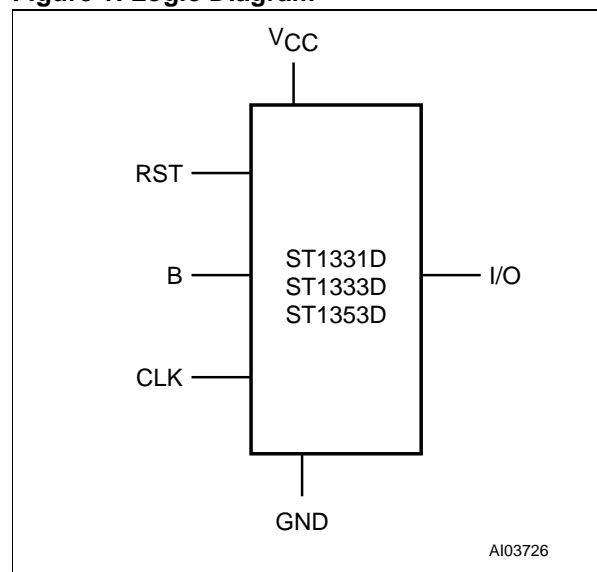 Figure 1. Logic Diagram
VCC
RST
B
CLK
ST1331D
ST1333D
ST1353D
I/O
GND
AI03726